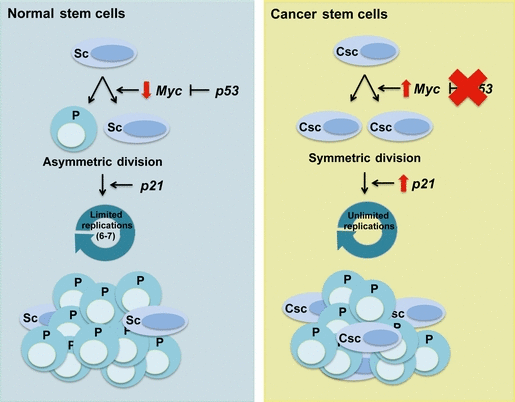 Normal stem cells
Sc
Myc
p53
P
Sc
Asymmetric division
p21
Limited
replications
(6-7)
P
P
P
P
Sc
Sc
P
P
P
P
Cancer stem cells
Csc
Myc
53
Csc
Csc
Symmetric division
p21
Unlimited
replications
P
P
Csc
Csc
P
P
Csc
P
P